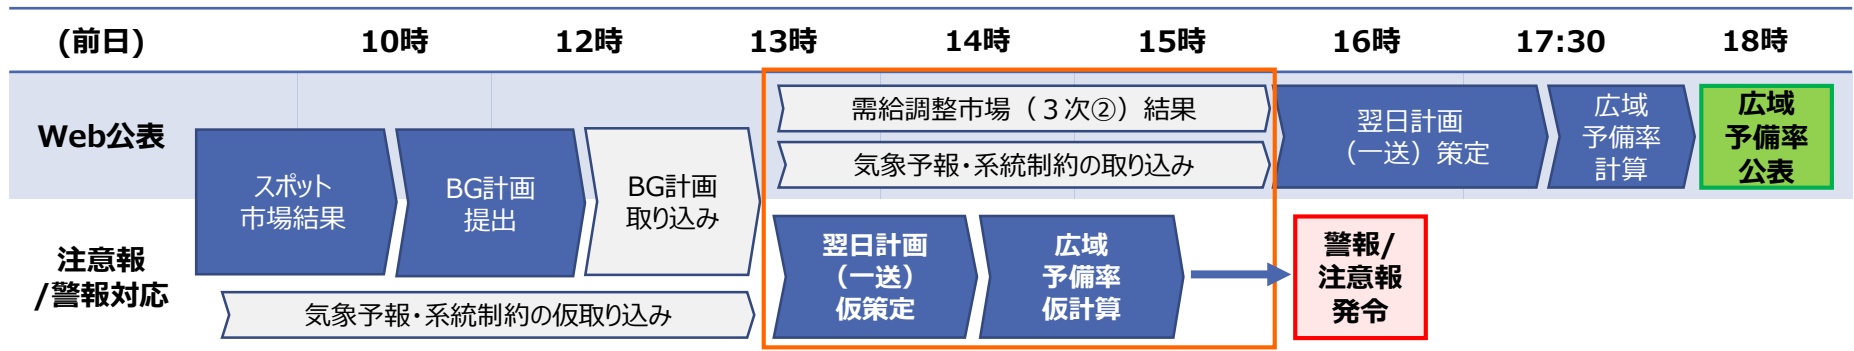 (前日)
10時
12時
13時
14時
15時
16時
17:30
18時
Web公表
スポット
市場結果
BG計画
提出
BG計画
取り込み
需給調整市場（３次②）結果
気象予報・系統制約の取り込み
翌日計画
（一送）策定
広域
予備率
計算
広域
予備率
公表
注意報
/警報対応
気象予報・系統制約の仮取り込み
翌日計画
（一送）
仮策定
広域
予備率
仮計算
警報/
注意報
発令